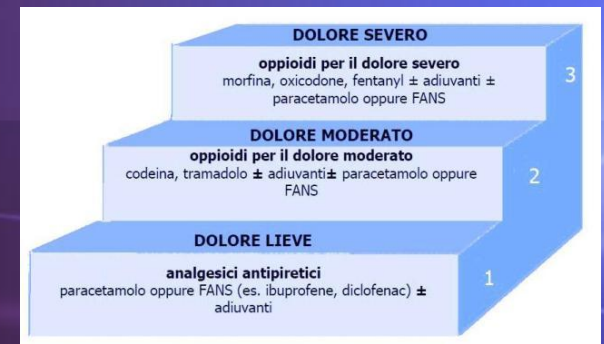 DOLORE SEVERO
oppioidi per il dolore severo
morfina, oxicodone, fentanyl ± adiuvanti ±
paracetamolo oppure FANS
3
DOLORE MODERATO
oppioidi per il dolore moderato
codeina, tramadolo ± adiuvanti± paracetamolo oppure
FANS
2
DOLORE LIEVE
analgesici antipiretici
paracetamolo oppure FANS (es. ibuprofene, diclofenac) ±
adiuvanti
1